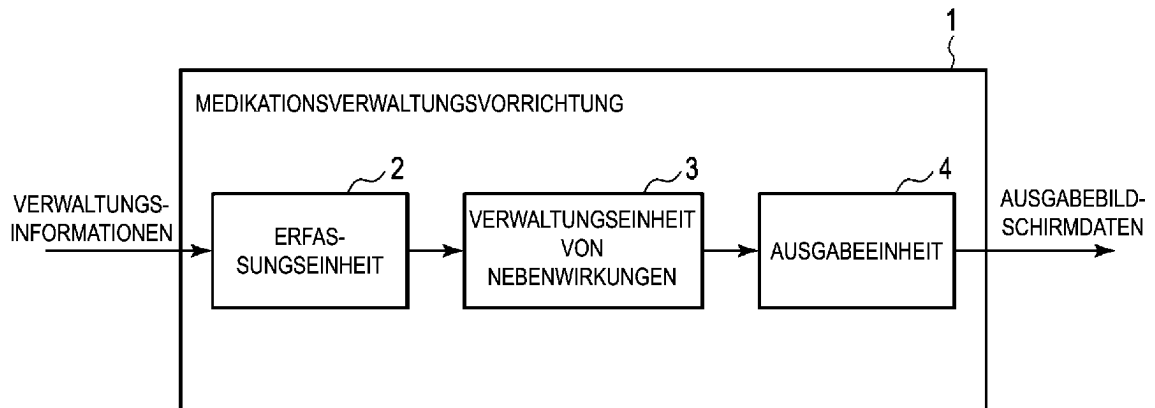 1
MEDIKATIONSVERWALTUNGSVORRICHTUNG
2
3
4
VERWALTUNGS-
INFORMATIONEN
ERFAS-
SUNGSEINHEIT
VERWALTUNGSEINHEIT
VON
NEBENWIRKUNGEN
AUSGABEEINHEIT
AUSGABEBILD-
SCHIRMDATEN